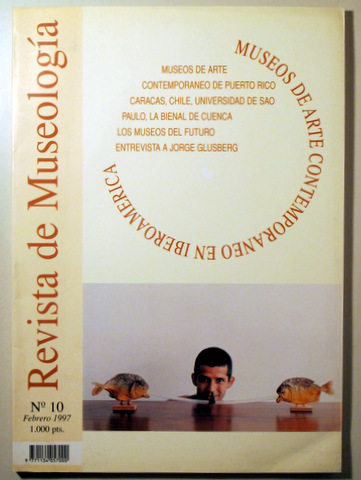 Revista de Museología
MUSEOS DE ARTE CONTEMPORANEO EN IBEROAMERICA
MUSEOS DE ARTE
CONTEMPORANEO DE PUERTO RICO
CARACAS, CHILE, UNIVERSIDAD DE SAO
PAULO, LA BIENAL DE CUENCA
LOS MUSEOS DEL FUTURO
ENTREVISTA A JORGE GLUSBERG
Nº 10
Febrero 1997
1.000 pts.